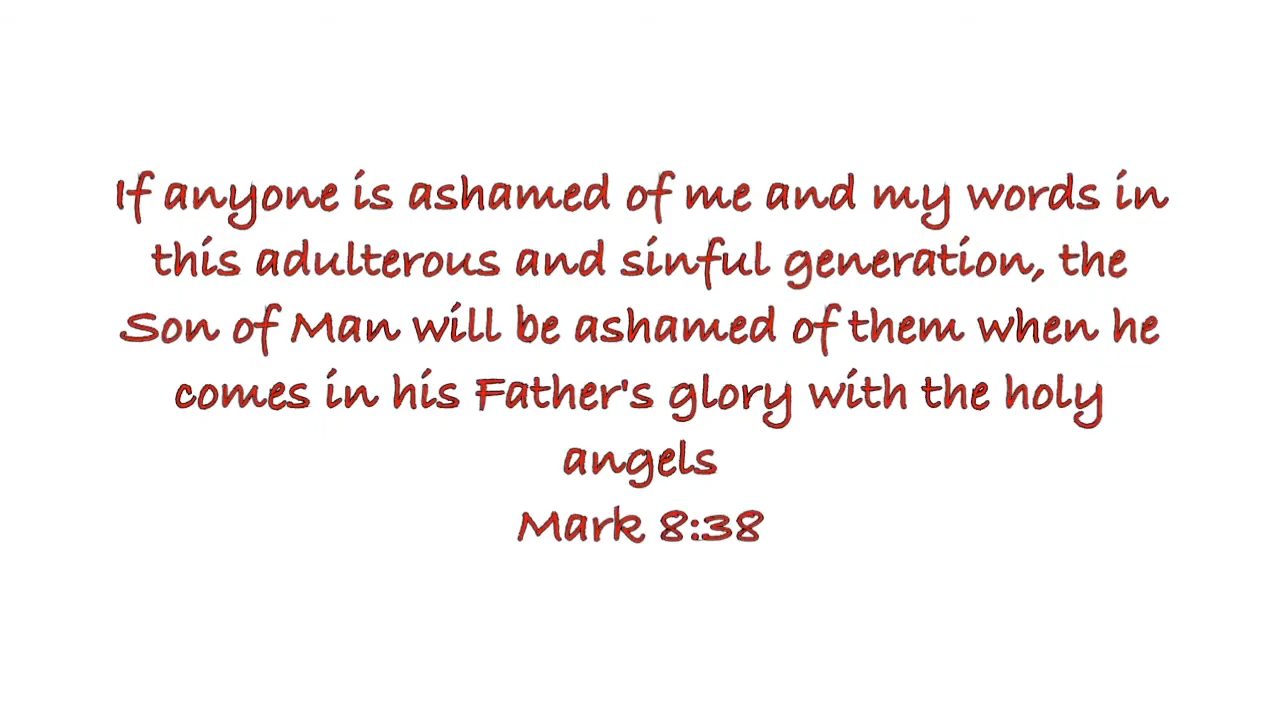 If anyone is ashamed of me and my words in
this adulterous and sinful generation, the
Son of Man will be ashamed of them when he
comes in his Father's glory with the holy
angels
Mark 8:38